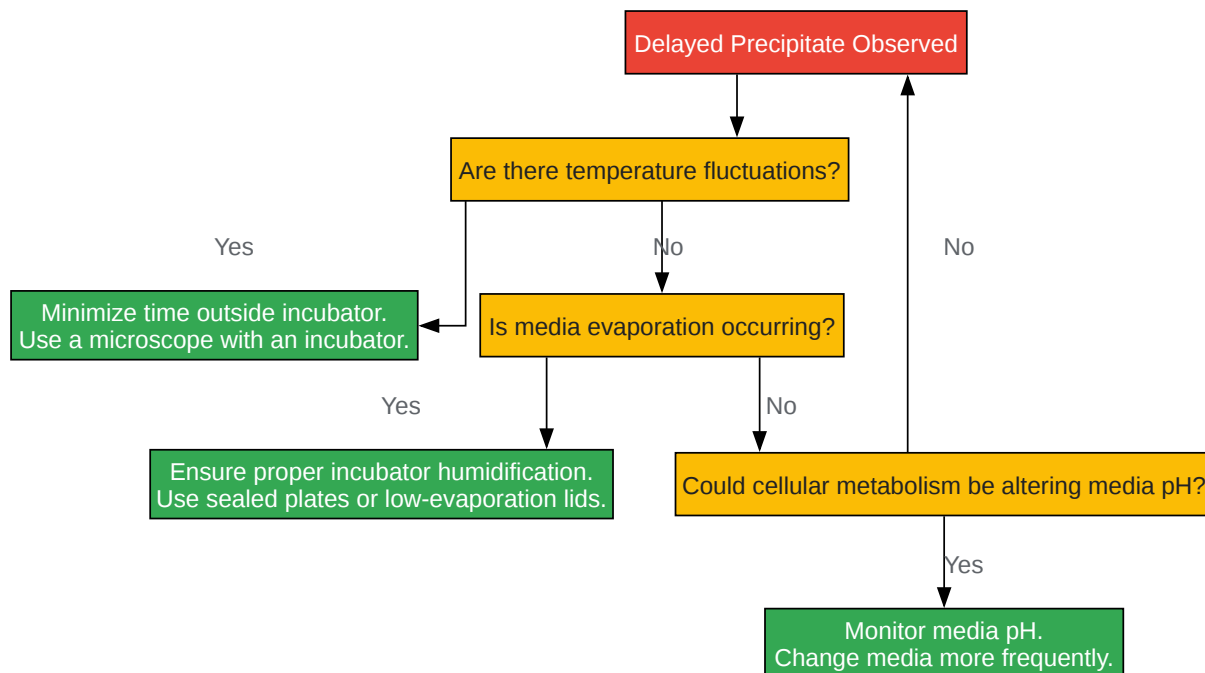 Delayed Precipitate Observed
Are there temperature fluctuations?
Yes
No
No
Minimize time outside incubator.
Use a microscope with an incubator.
Is media evaporation occurring?
Yes
No
Ensure proper incubator humidification.
Use sealed plates or low-evaporation lids.
Could cellular metabolism be altering media pH?
Yes
Monitor media pH.
Change media more frequently.